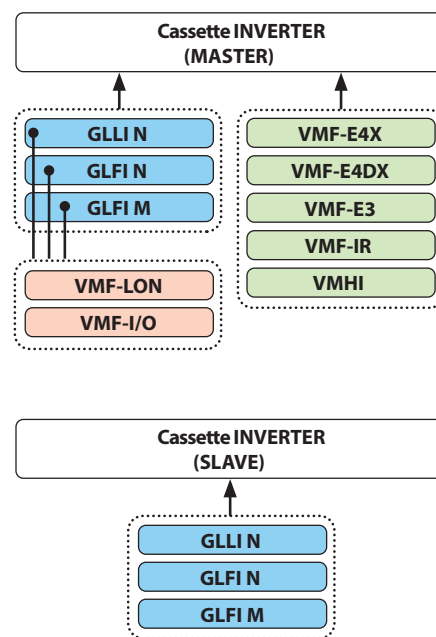 Cassette INVERTER
(MASTER)
GLLI N
GLFI N
GLFI M
VMF-LON
VMF-I/O
VMF-E4X
VMF-E4DX
VMF-E3
VMF-IR
VMHI
Cassette INVERTER
(SLAVE)
GLLI N
GLFI N
GLFI M